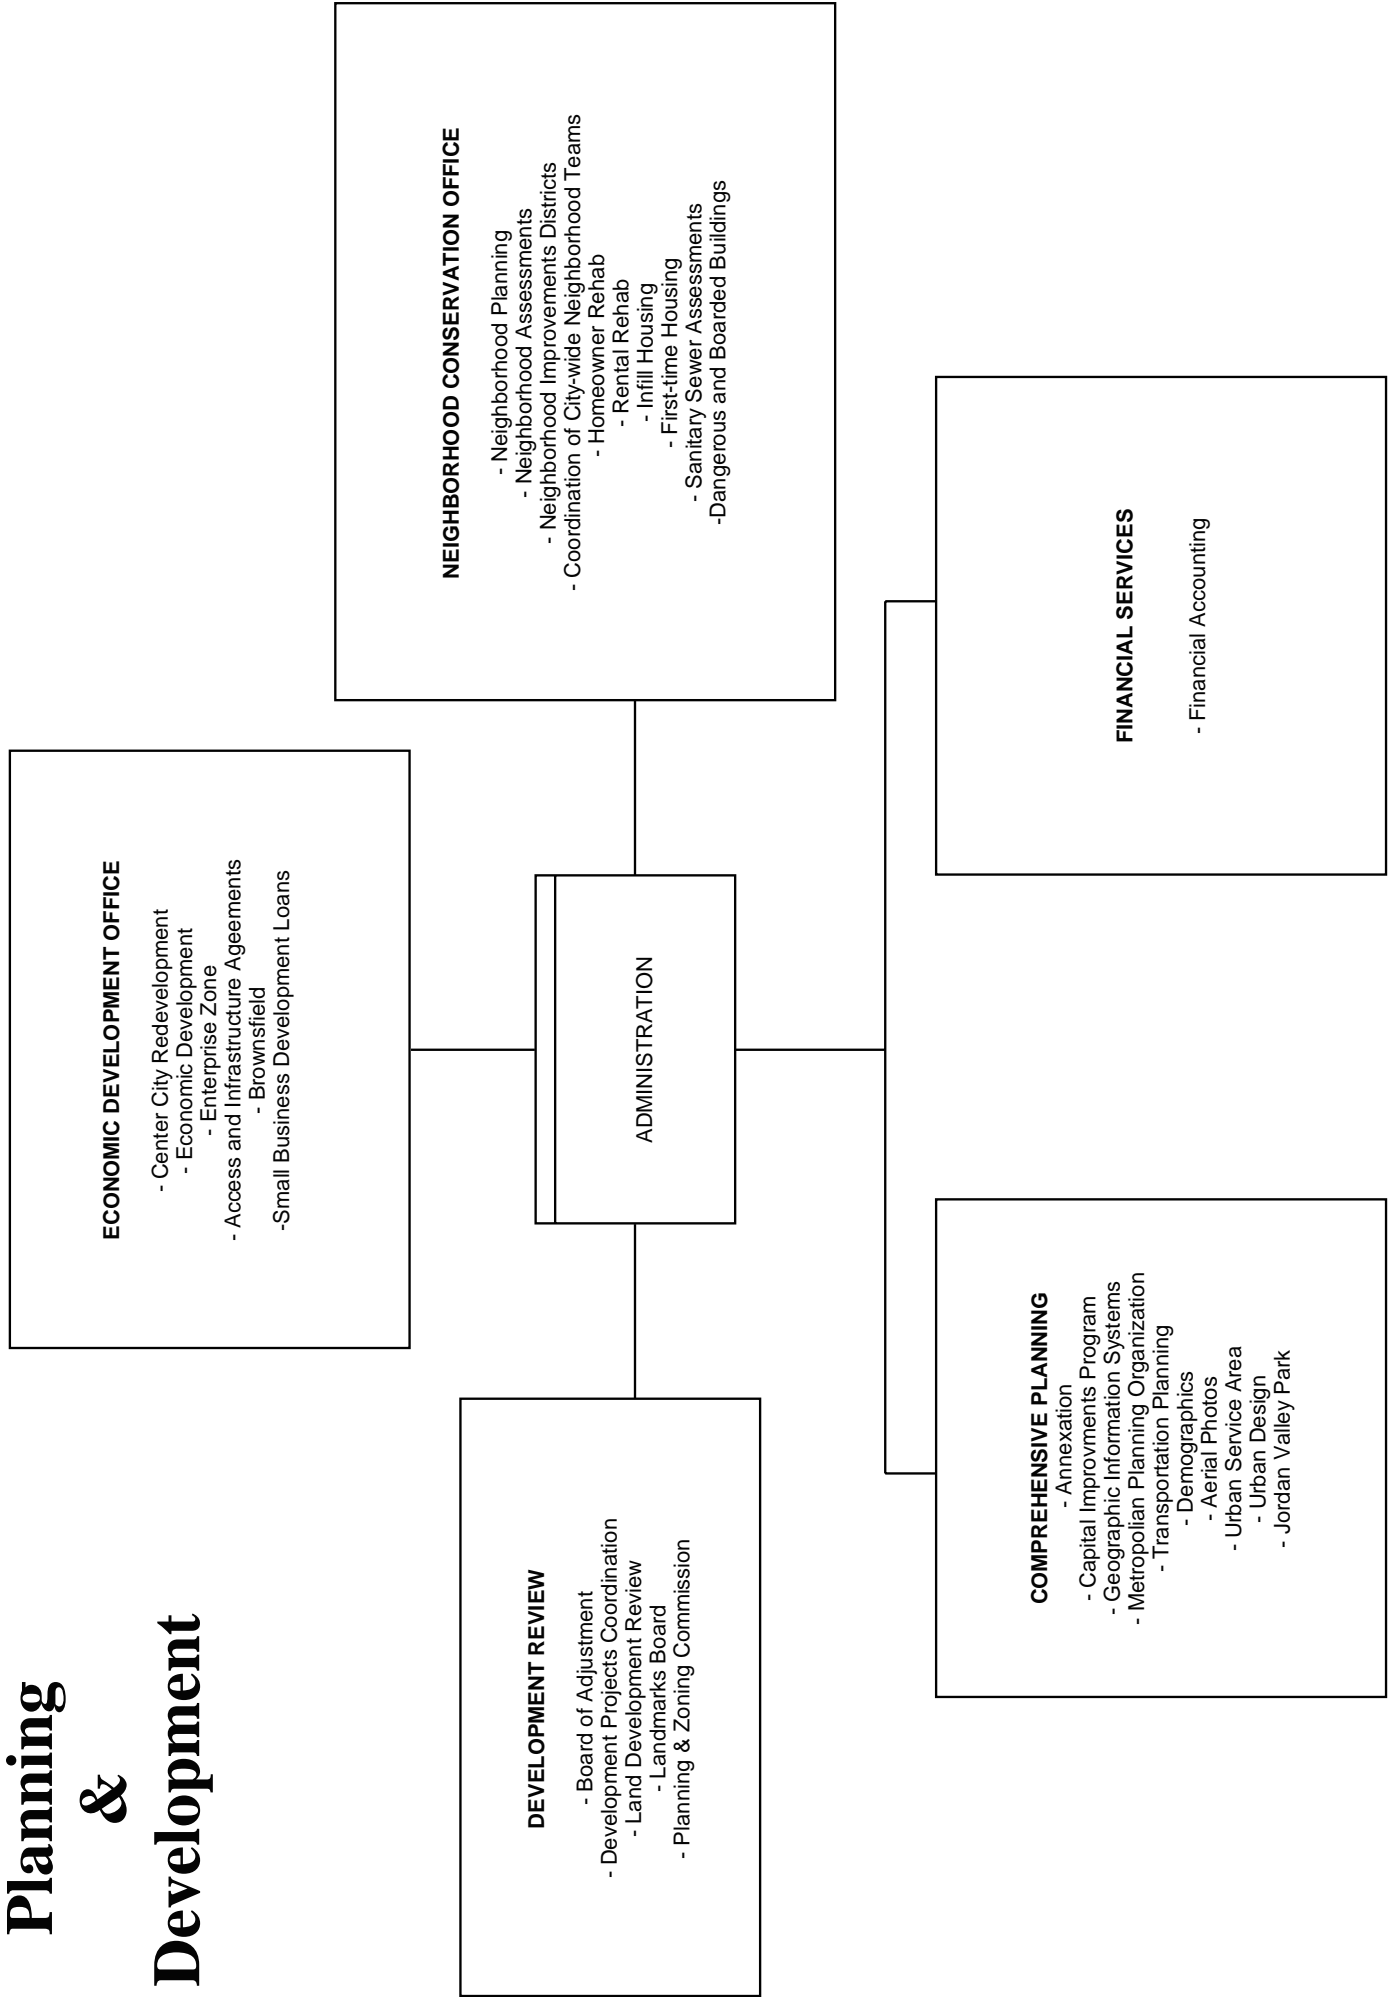 Planning
&
Development
ECONOMIC DEVELOPMENT OFFICE
- Center City Redevelopment
- Economic Development
- Enterprise Zone
- Access and Infrastructure Ageements
- Brownsfield
-Small Business Development Loans
DEVELOPMENT REVIEW
- Board of Adjustment
- Development Projects Coordination
- Land Development Review
- Landmarks Board
- Planning & Zoning Commission
ADMINISTRATION
NEIGHBORHOOD CONSERVATION OFFICE
- Neighborhood Planning
- Neighborhood Assessments
- Neighborhood Improvements Districts
- Coordination of City-wide Neighborhood Teams
- Homeowner Rehab
- Rental Rehab
- Infill Housing
- First-time Housing
- Sanitary Sewer Assessments
-Dangerous and Boarded Buildings
COMPREHENSIVE PLANNING
- Annexation
- Capital Improvments Program
- Geographic Information Systems
- Metropolian Planning Organization
- Transportation Planning
- Demographics
- Aerial Photos
- Urban Service Area
- Urban Design
- Jordan Valley Park
FINANCIAL SERVICES
- Financial Accounting